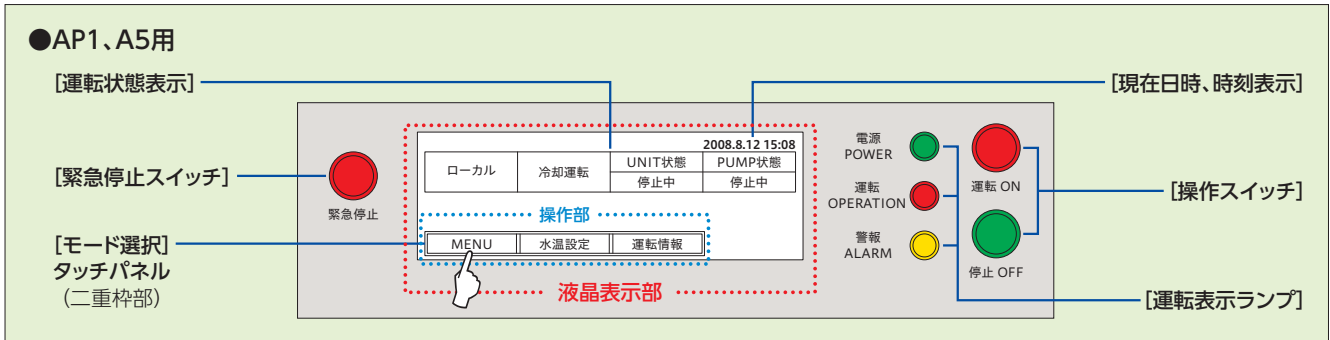 ●AP1、A5用
[運転状態表示]
[現在日時、時刻表示]
2008.8.12 15:08
ローカル
冷却運転
UNIT状態
PUMP状態
停止中
停止中
[緊急停止スイッチ]
緊急停止
操作部
MENU
水温設定
運転情報
[モード選択]
タッチパネル
（二重枠部）
液晶表示部
電源
POWER
運転
OPERATION
警報
ALARM
運転 ON
停止 OFF
[操作スイッチ]
[運転表示ランプ]